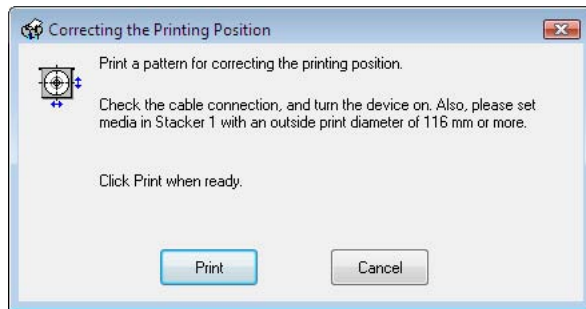 Correcting the Printing Position
Print a pattern for correcting the printing position.
Check the cable connection, and turn the device on. Also, please set
media in Stacker 1 with an outside print diameter of 116 mm or more.
Click Print when ready.
Print
Cancel